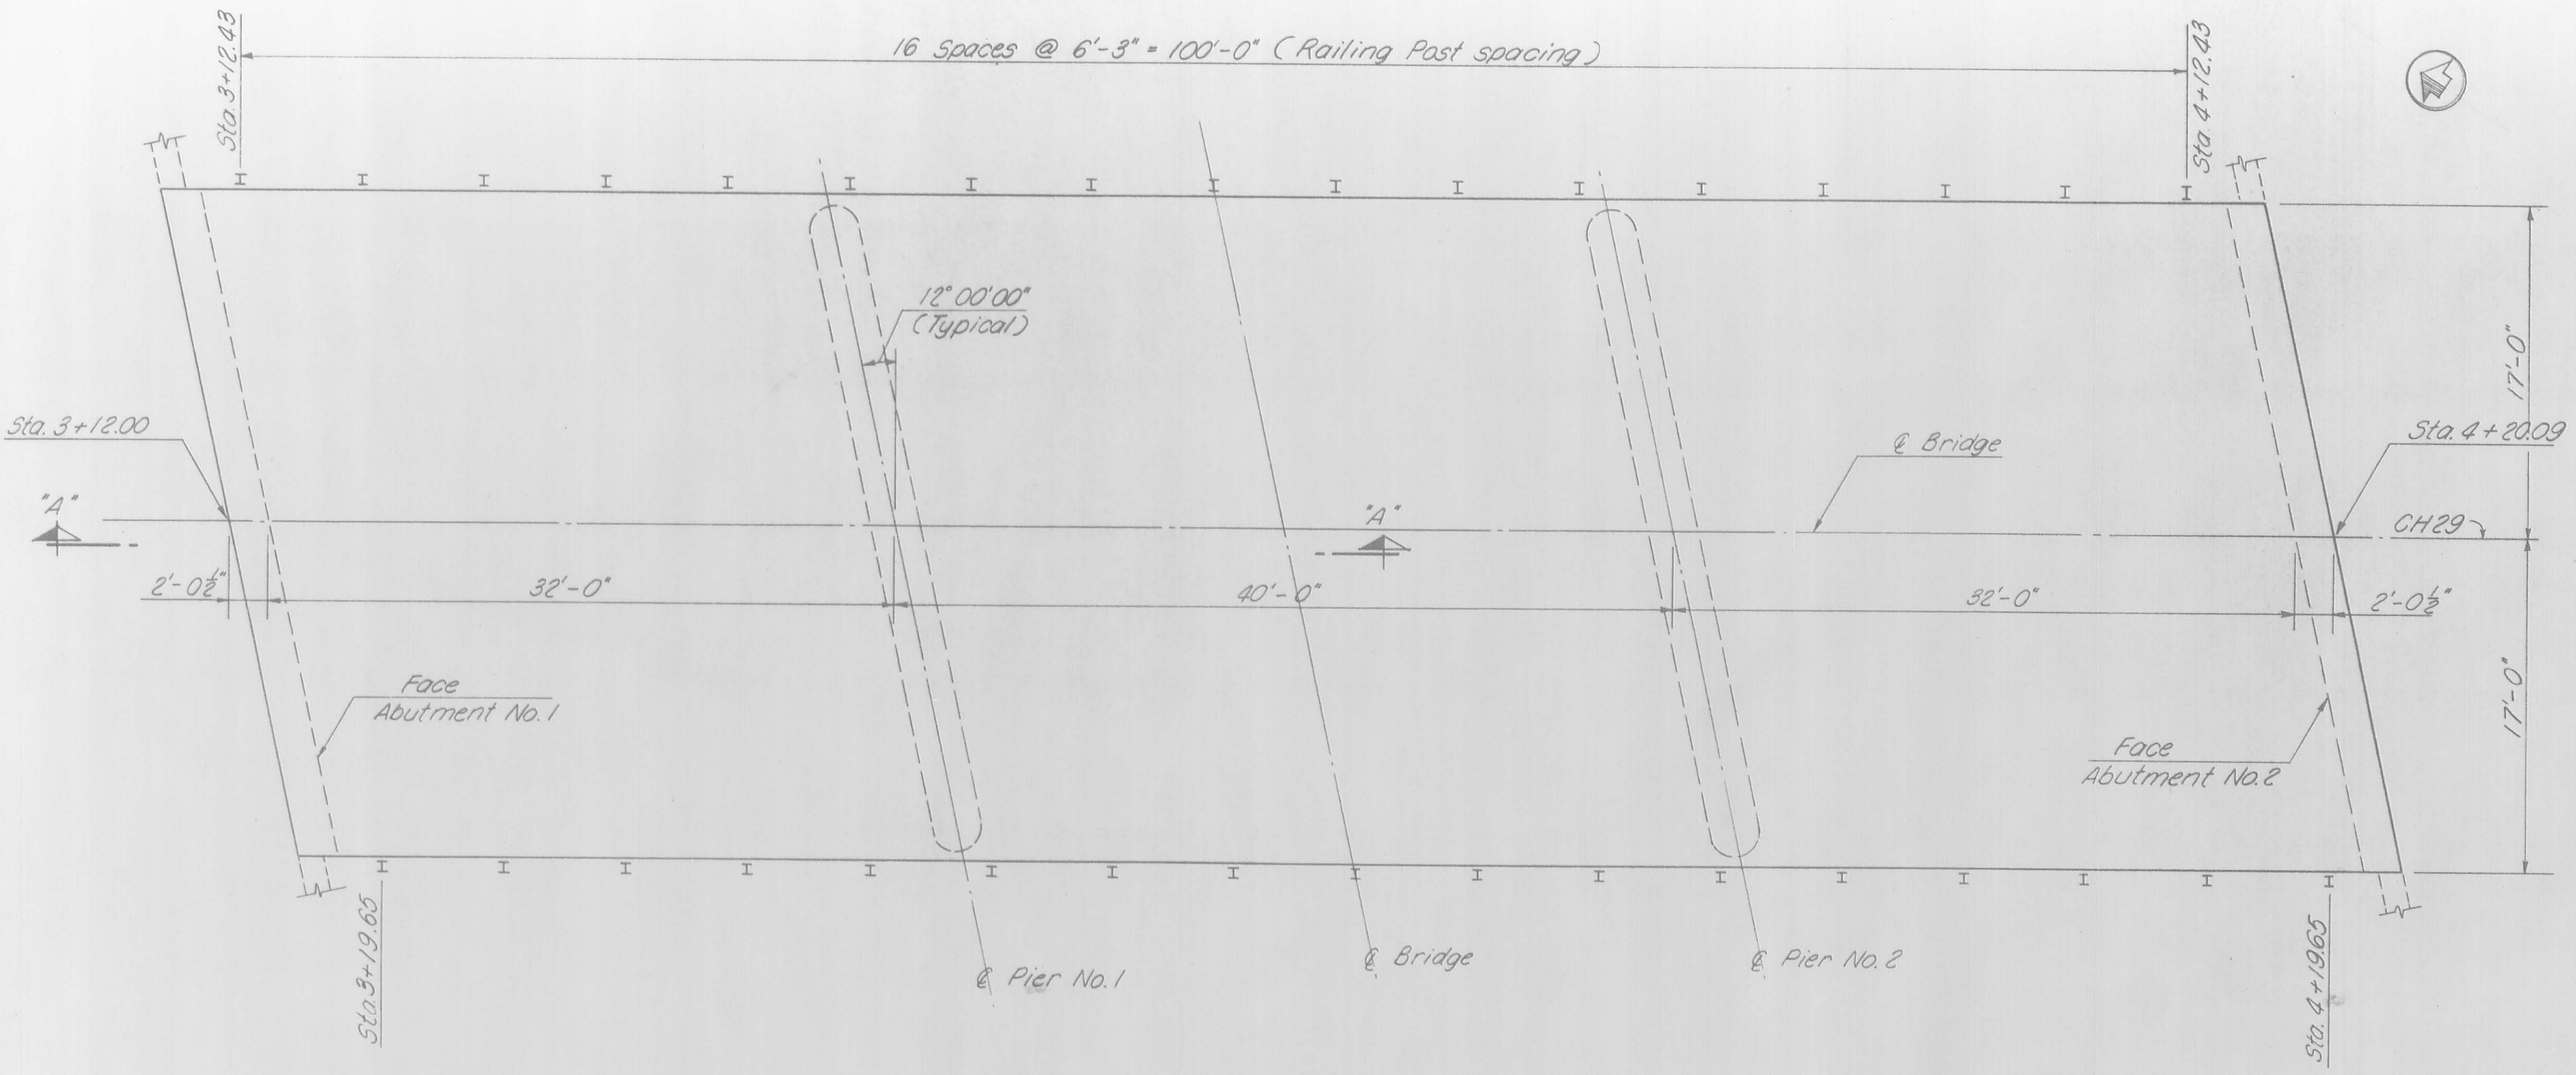 16 Spaces @ 6'-3" = 100'-0" (Railing Post spacing)
Sta. 3+12.43
Sta. 4+12.43
12°00'00"
(Typical)
17'-0"
Sta. 3+12.00
℄ Bridge
Sta. 4+20.09
"A"
"A"
CH29
2'-0½"
32'-0"
40'-0"
32'-0"
2'-0½"
Face
Abutment No. 1
17'-0"
Face
Abutment No. 2
Sta. 3+19.65
℄ Pier No. 1
℄ Bridge
℄ Pier No. 2
Sta. 4+19.65